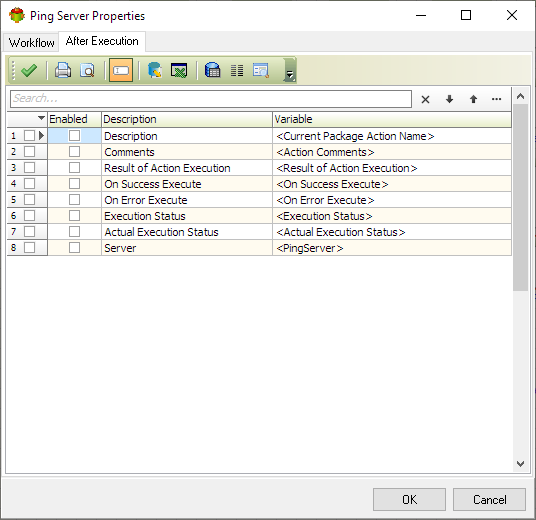 Ping Server Properties
Workflow After Execution
Search...
Enabled Description Variable
1 Description <Current Package Action Name>
2 Comments <Action Comments>
3 Result of Action Execution <Result of Action Execution>
4 On Success Execute <On Success Execute>
5 On Error Execute <On Error Execute>
6 Execution Status <Execution Status>
7 Actual Execution Status <Actual Execution Status>
8 Server <PingServer>
OK Cancel